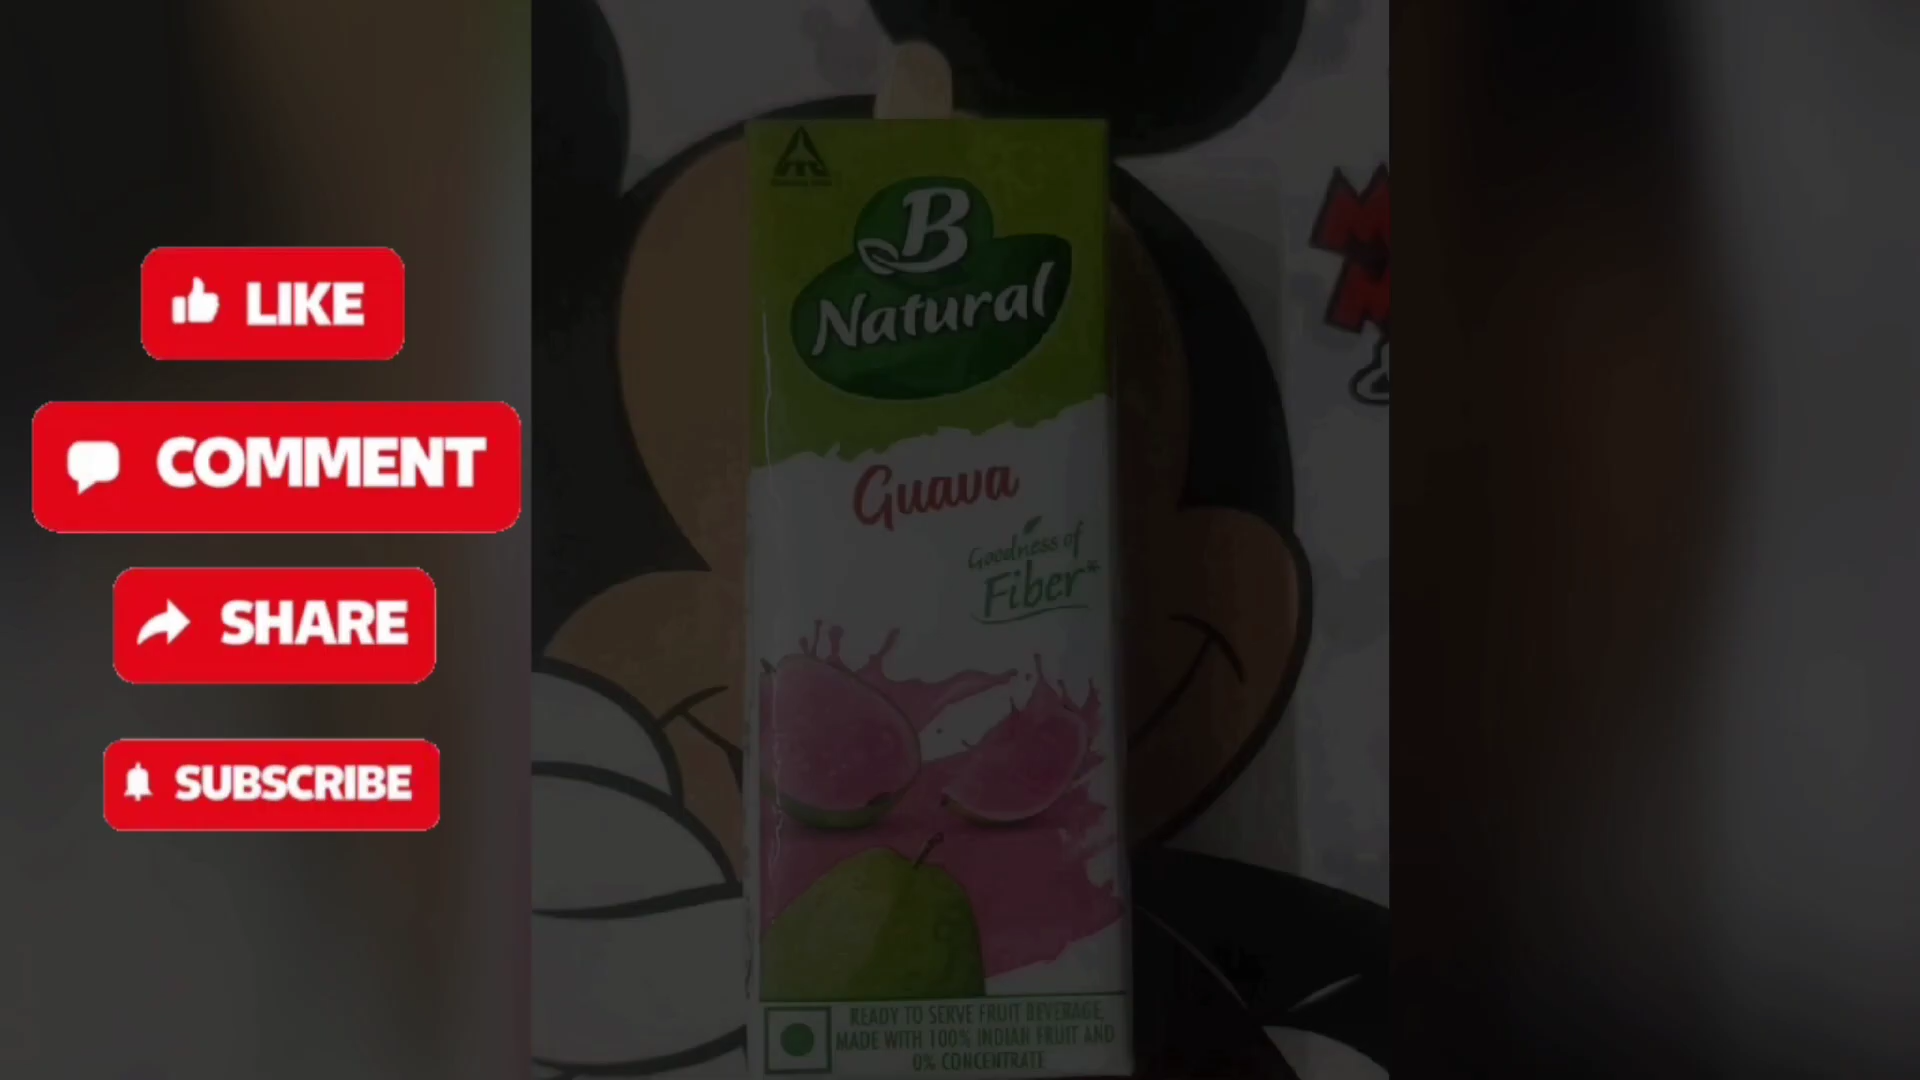 LIKE
COMMENT
SHARE
SUBSCRIBE
B
Natural
Guava
Goodness of
Fiber*
READY TO SERVE FRUIT BEVERAGE,
MADE WITH 100% INDIAN FRUIT AND
0% CONCENTRATE